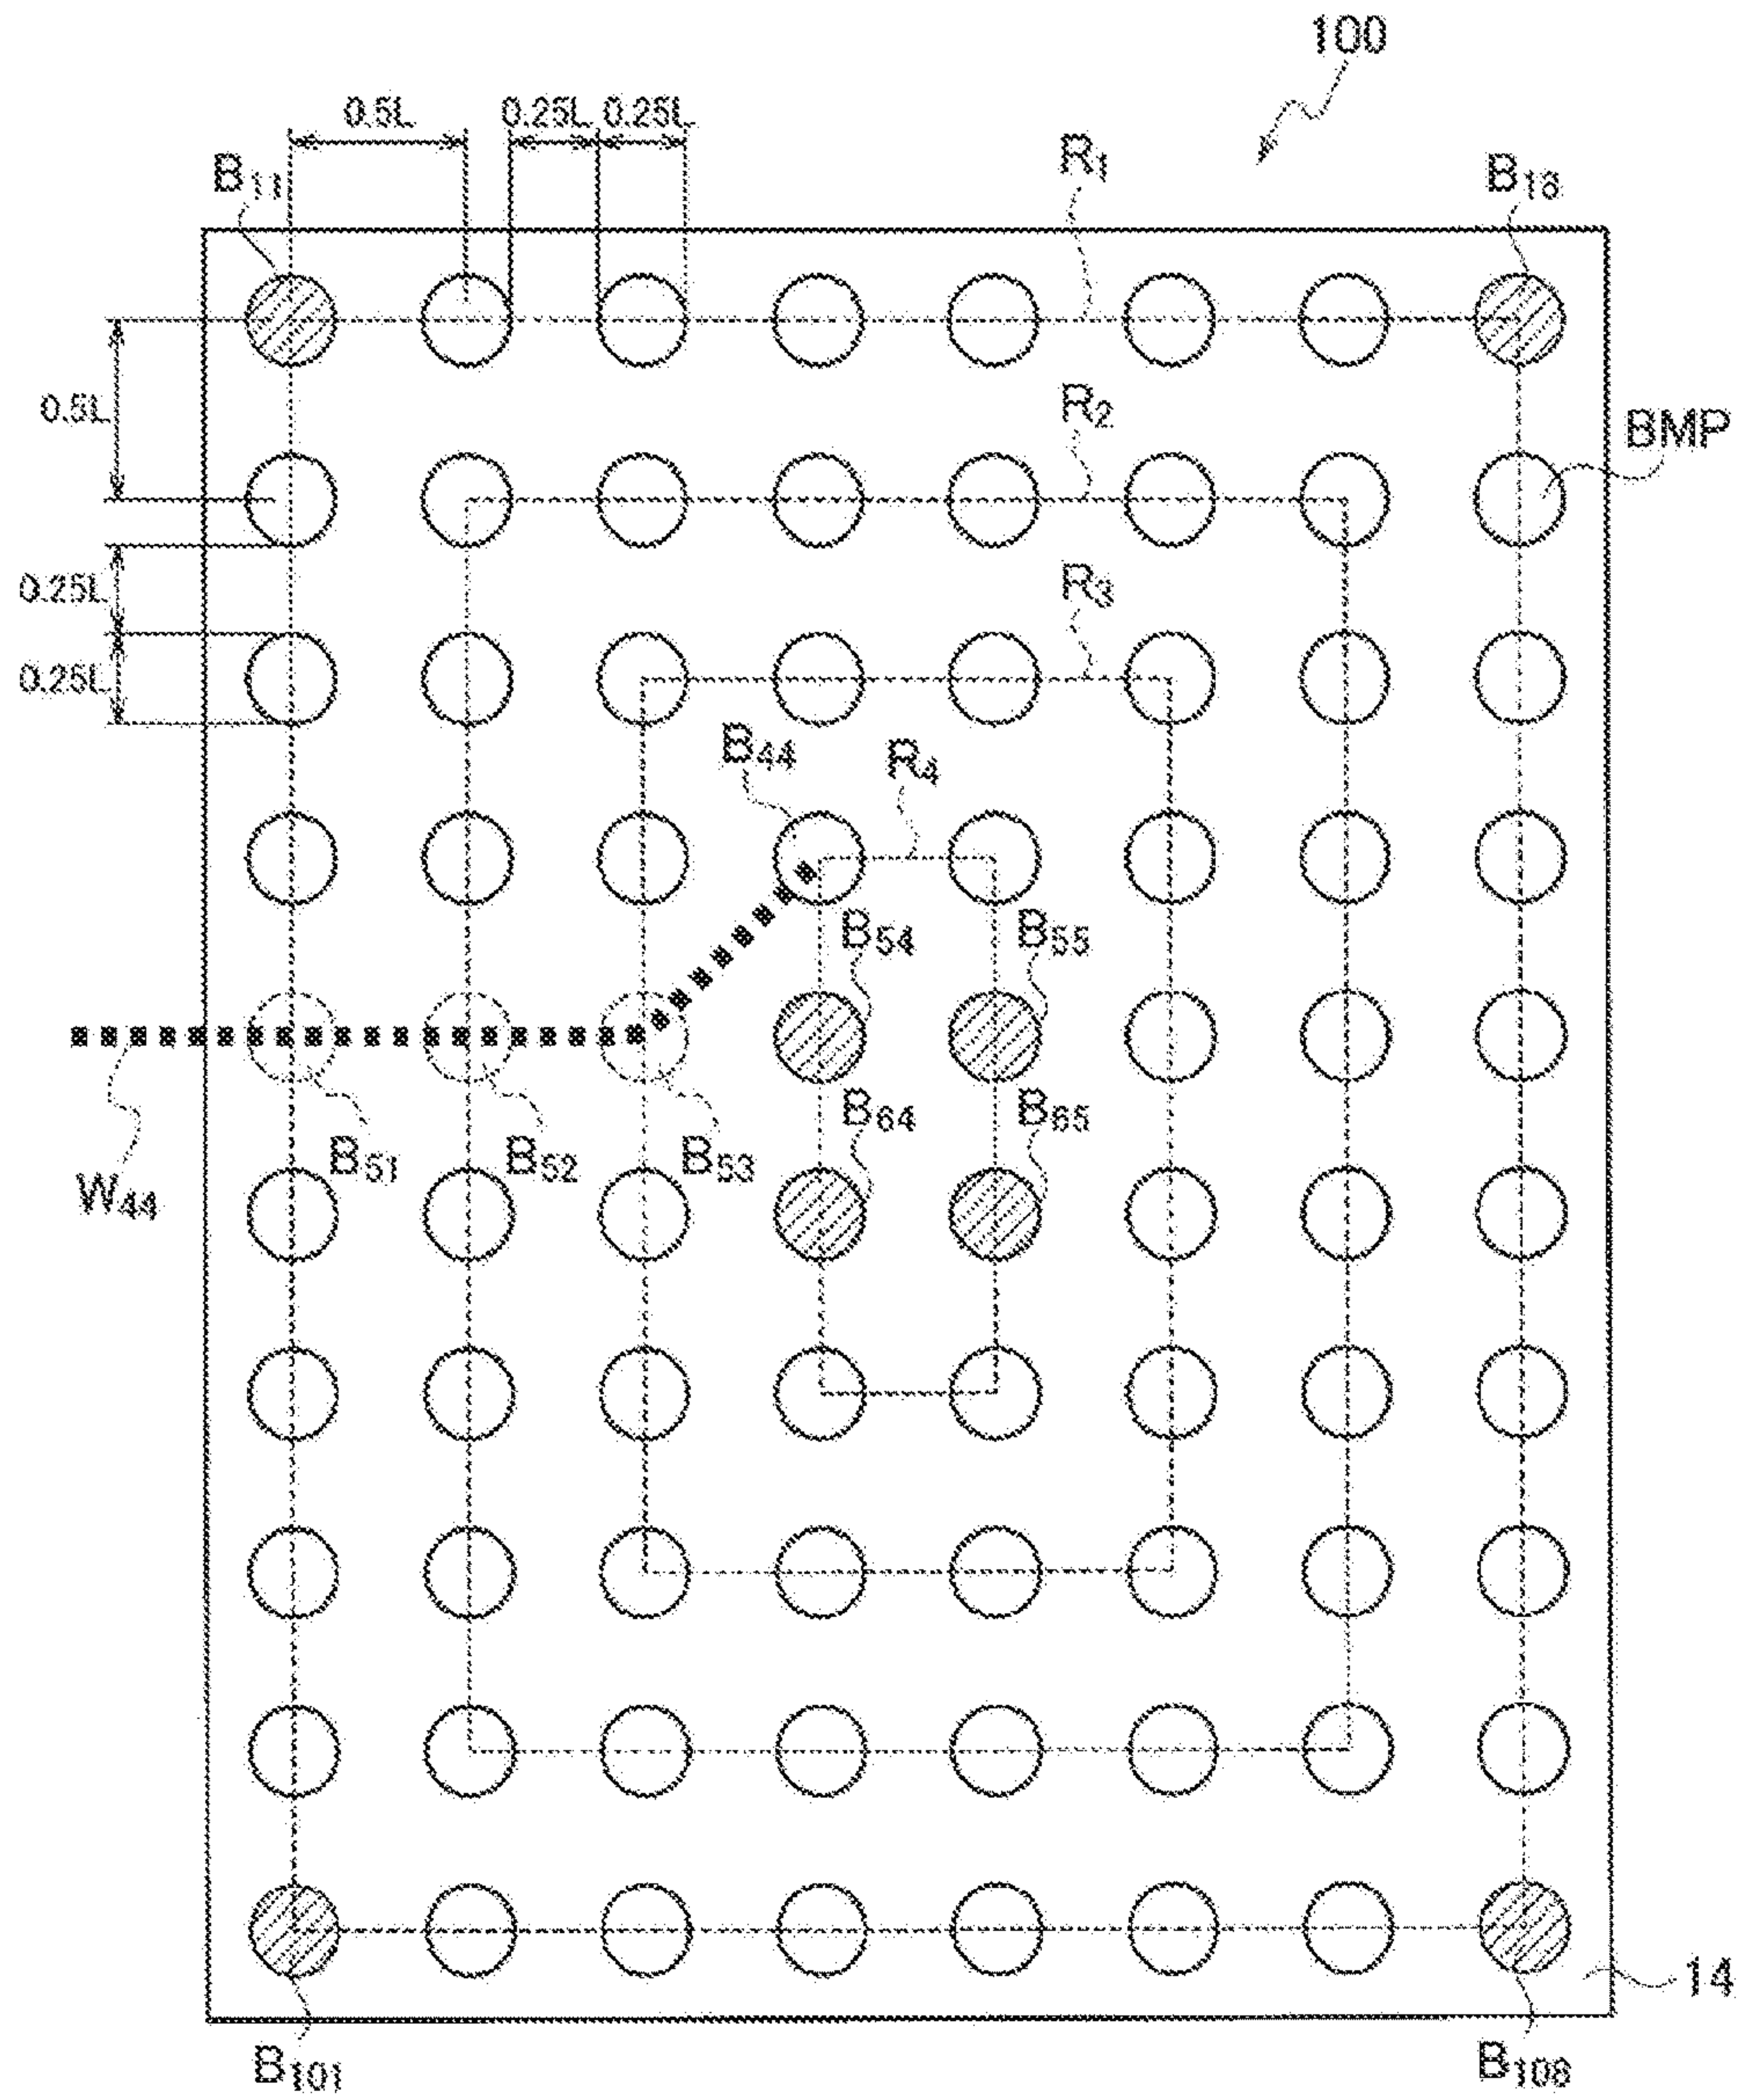 100
0.5L 0.25L 0.25L
B₁₁ R₁ B₁₈
0.5L R₂ BMP
0.25L R₃
0.25L
B₄₄ R₄
B₅₄ B₅₅
B₆₄ B₆₅
B₅₁ B₅₂ B₅₃
W₄₄
14
B₁₀₁ B₁₀₈